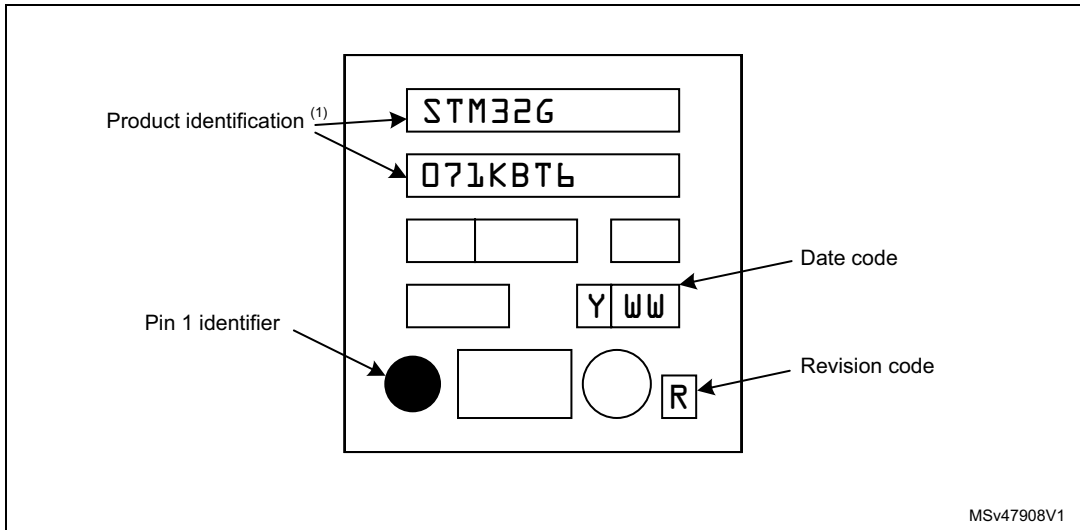 STM32G
Product identification (1)
071KBT6
Date code
Y WW
Pin 1 identifier
Revision code
R
MSv47908V1